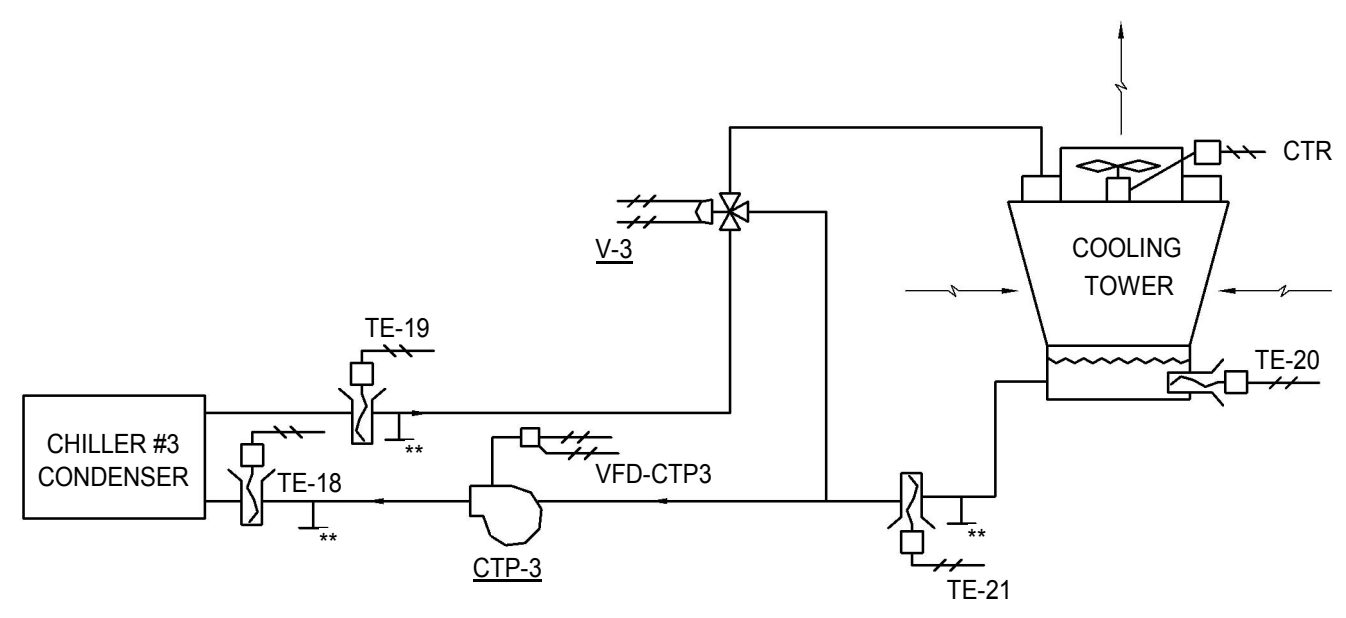 CTR
V-3
COOLING
TOWER
TE-19
TE-20
CHILLER #3
CONDENSER
**
TE-18
VFD-CTP3
**
**
CTP-3
TE-21